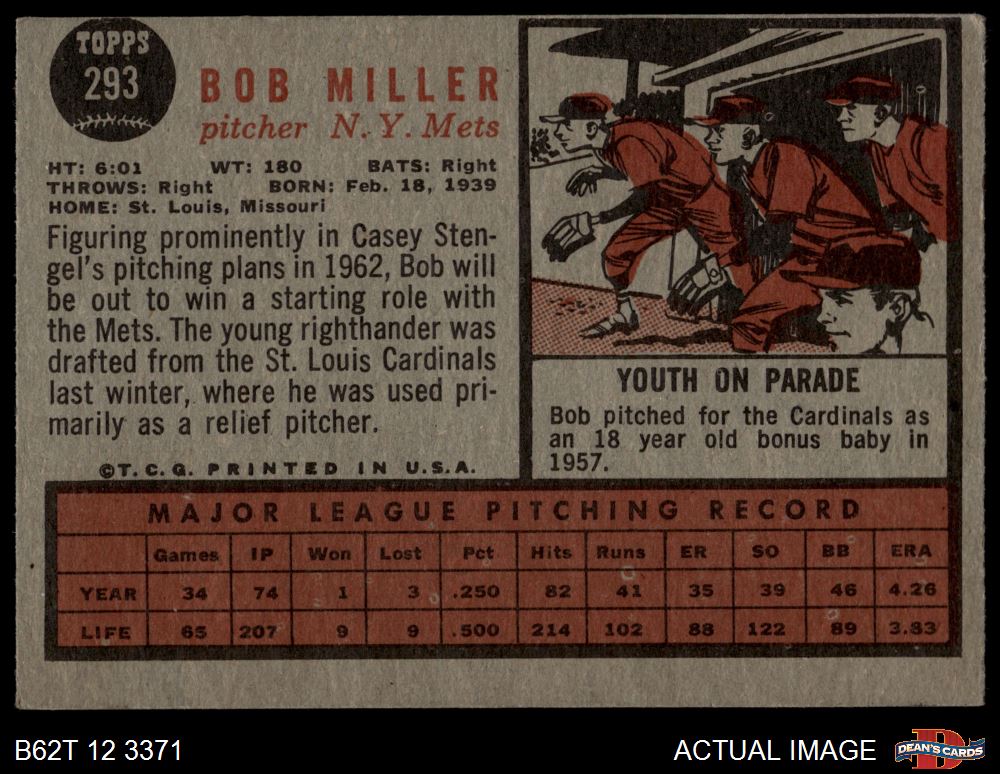 TOPPS
293
BOB MILLER
pitcher N. Y. Mets
HT: 6:01 WT: 180 BATS: Right
THROWS: Right BORN: Feb. 18, 1939
HOME: St. Louis, Missouri
Figuring prominently in Casey Sten-
gel's pitching plans in 1962, Bob will
be out to win a starting role with
the Mets. The young righthander was
drafted from the St. Louis Cardinals
last winter, where he was used pri-
marily as a relief pitcher.
©T. C. G. PRINTED IN U.S.A.
YOUTH ON PARADE
Bob pitched for the Cardinals as
an 18 year old bonus baby in
1957.
MAJOR LEAGUE PITCHING RECORD
Games IP Won Lost Pct Hits Runs ER SO BB ERA
YEAR 34 74 1 3 .250 82 41 35 39 46 4.26
LIFE 65 207 9 9 .500 214 102 88 122 89 3.83
B62T 12 3371
ACTUAL IMAGE
D
DEAN'S CARDS